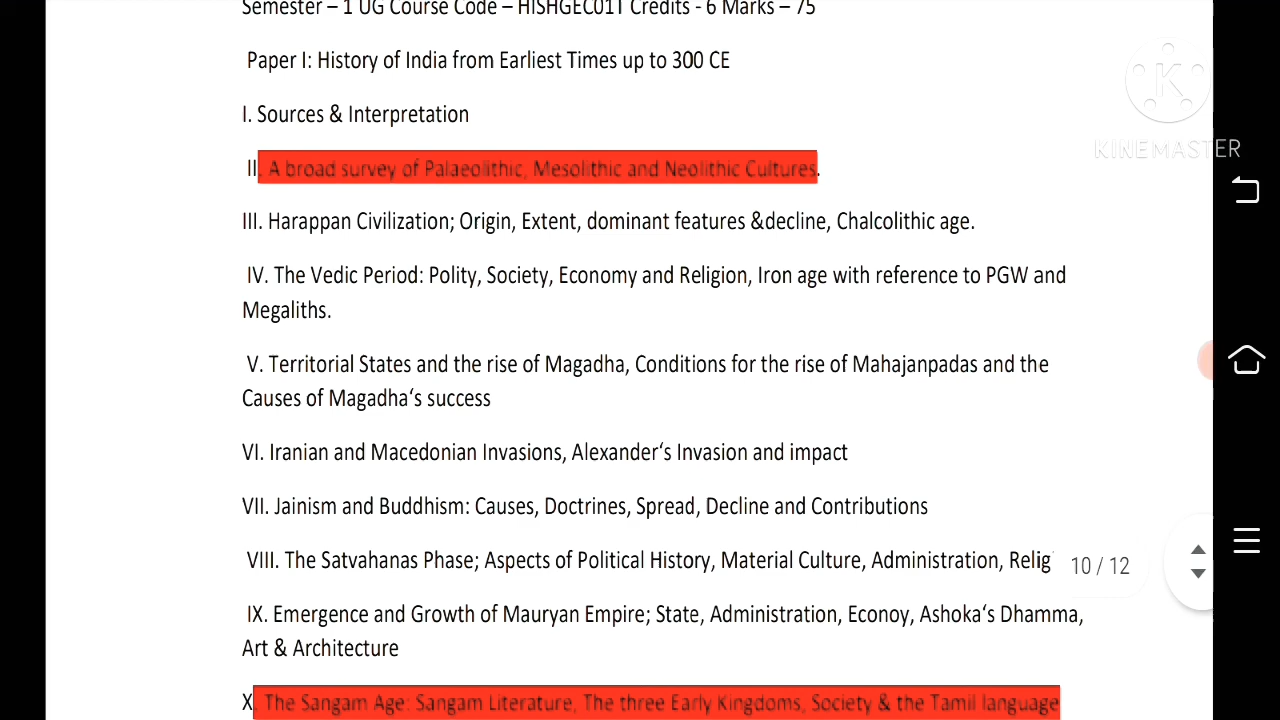 Semester – 1 UG Course Code – HISHGEC01T Credits - 6 Marks – 75
Paper I: History of India from Earliest Times up to 300 CE
I. Sources & Interpretation
II. A broad survey of Palaeolithic, Mesolithic and Neolithic Cultures.
III. Harappan Civilization; Origin, Extent, dominant features &decline, Chalcolithic age.
IV. The Vedic Period: Polity, Society, Economy and Religion, Iron age with reference to PGW and
Megaliths.
V. Territorial States and the rise of Magadha, Conditions for the rise of Mahajanpadas and the
Causes of Magadha‘s success
VI. Iranian and Macedonian Invasions, Alexander‘s Invasion and impact
VII. Jainism and Buddhism: Causes, Doctrines, Spread, Decline and Contributions
VIII. The Satvahanas Phase; Aspects of Political History, Material Culture, Administration, Relig
IX. Emergence and Growth of Mauryan Empire; State, Administration, Econoy, Ashoka‘s Dhamma,
Art & Architecture
X. The Sangam Age: Sangam Literature, The three Early Kingdoms, Society & the Tamil language
10 / 12
K
KINEMASTER